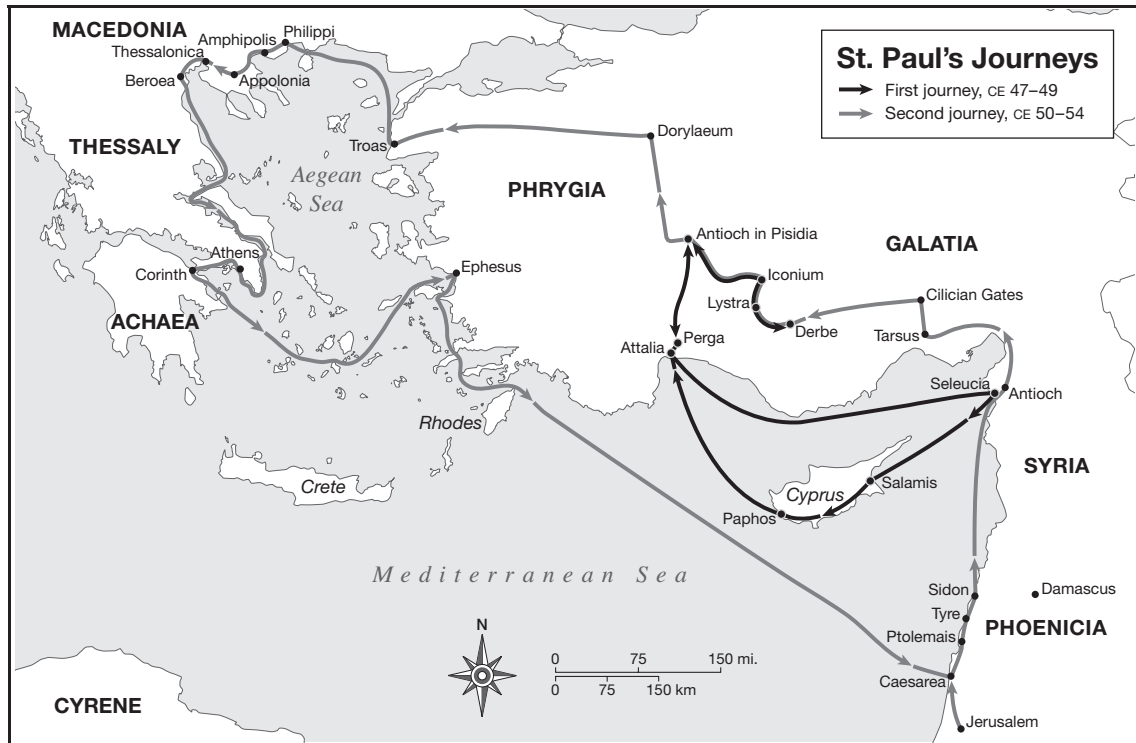 St. Paul's Journeys
First journey, CE 47–49
Second journey, CE 50–54
MACEDONIA
Philippi
Amphipolis
Thessalonica
Appolonia
Beroea
THESSALY
Troas
Dorylaeum
Aegean
Sea
PHRYGIA
Antioch in Pisidia
GALATIA
Athens
Corinth
Ephesus
Iconium
Lystra
Cilician Gates
ACHAEA
Derbe
Tarsus
Perga
Attalia
Seleucia
Antioch
Rhodes
SYRIA
Crete
Cyprus
Salamis
Paphos
Mediterranean Sea
Sidon
Damascus
Tyre
PHOENICIA
Ptolemais
N
0 75 150 mi.
0 75 150 km
Caesarea
CYRENE
Jerusalem